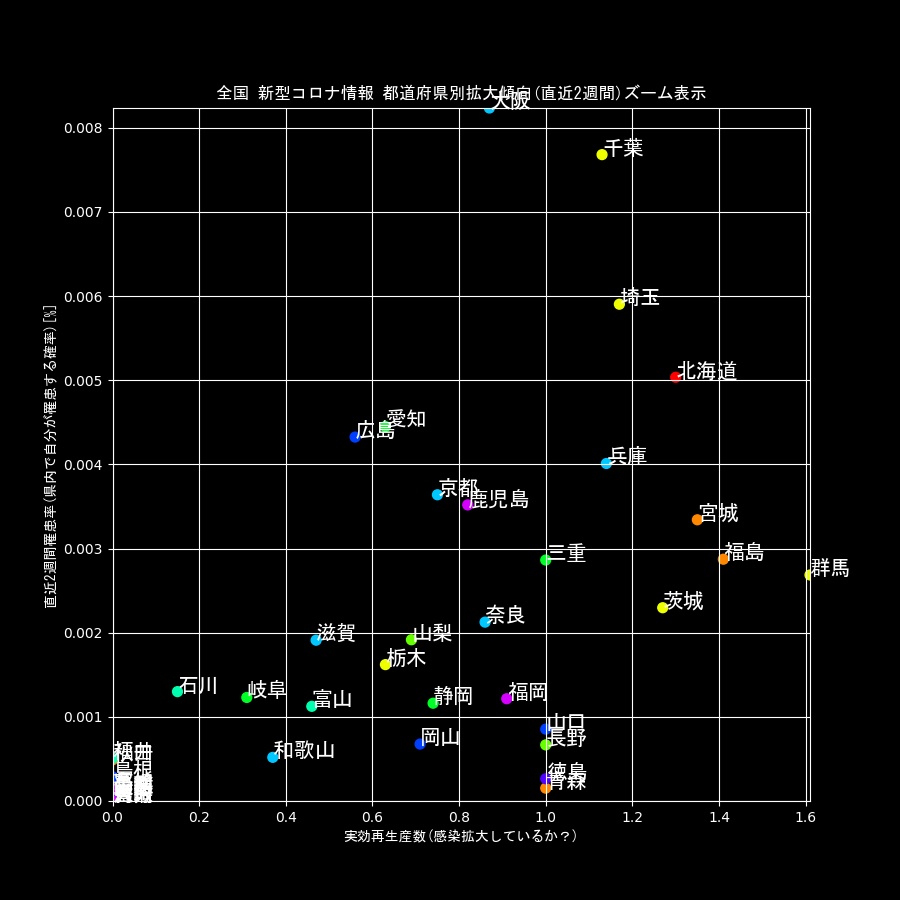 全国 新型コロナ情報 都道府県別拡大傾向(直近2週間)ズーム表示
大阪
0.008
千葉
0.007
埼玉
0.006
北海道
0.005
愛知
広島
兵庫
0.004
京都
鹿児島
宮城
福島
三重
0.003
群馬
茨城
奈良
滋賀
山梨
0.002
栃木
石川
岐阜
富山
静岡
福岡
0.001
山口
岡山
長野
和歌山
福井
島根
徳島
青森
0.000
0.0 0.2 0.4 0.6 0.8 1.0 1.2 1.4 1.6
実効再生産数(感染拡大しているか？)
直近2週間罹患率(県内で自分が罹患する確率)[%]